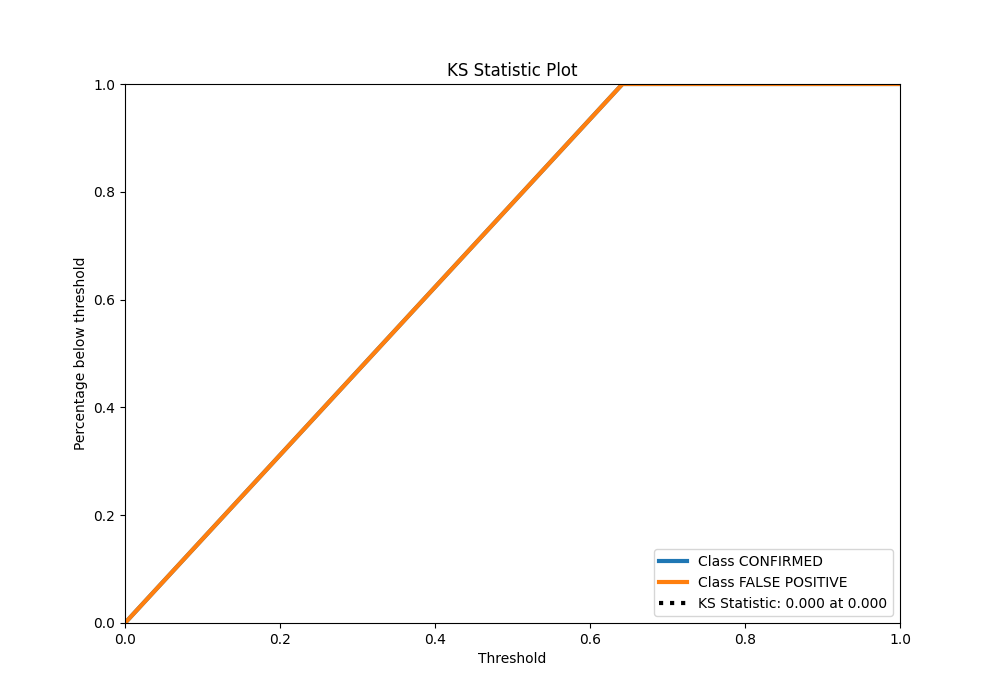 KS Statistic Plot
Percentage below threshold
1.0
0.8
0.6
0.4
0.2
0.0
0.0 0.2 0.4 0.6 0.8 1.0
Threshold
Class CONFIRMED
Class FALSE POSITIVE
KS Statistic: 0.000 at 0.000